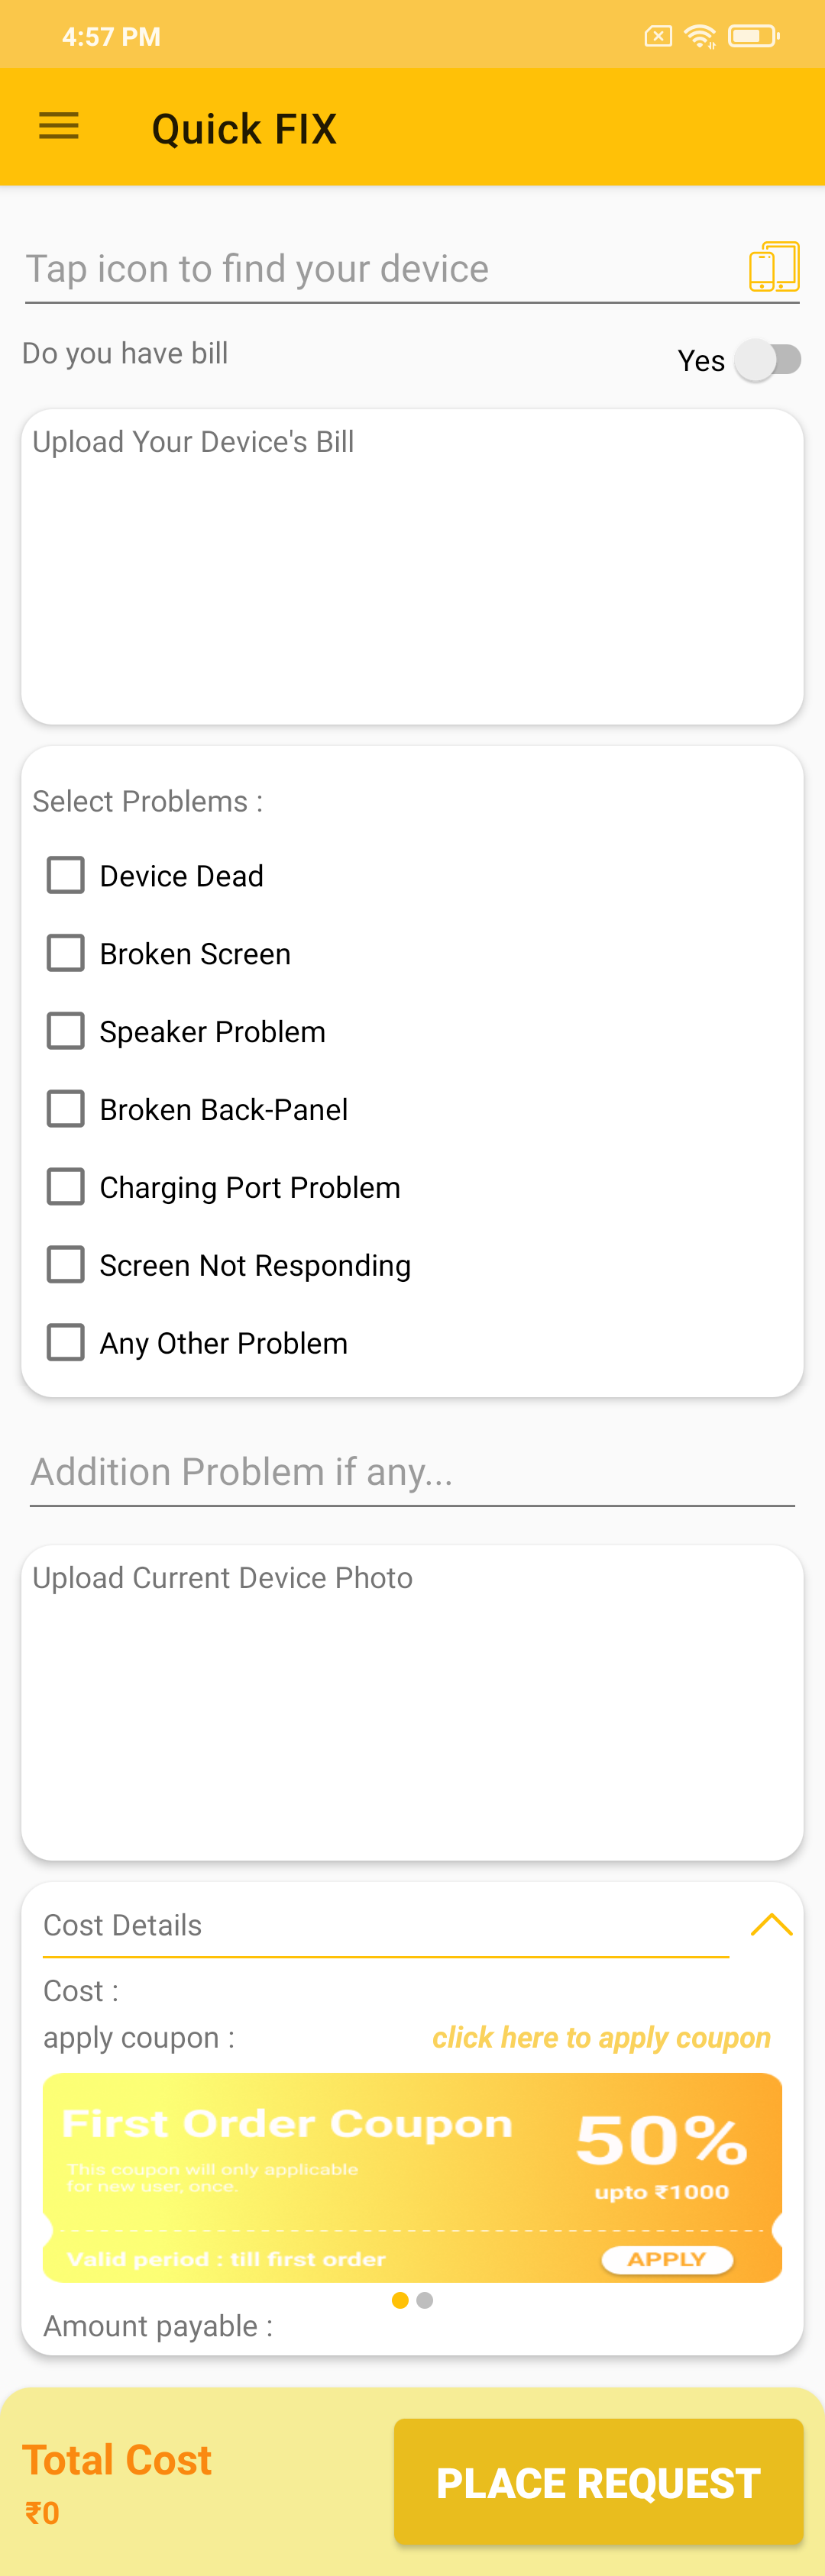 4:57 PM
Quick FIX
Tap icon to find your device
Do you have bill
Yes
Upload Your Device's Bill
Select Problems :
Device Dead
Broken Screen
Speaker Problem
Broken Back-Panel
Charging Port Problem
Screen Not Responding
Any Other Problem
Addition Problem if any...
Upload Current Device Photo
Cost Details
Cost :
apply coupon : click here to apply coupon
First Order Coupon
50%
This coupon will only applicable
for new user, once.
upto ₹1000
Valid period : till first order
APPLY
Amount payable :
Total Cost
₹0
PLACE REQUEST